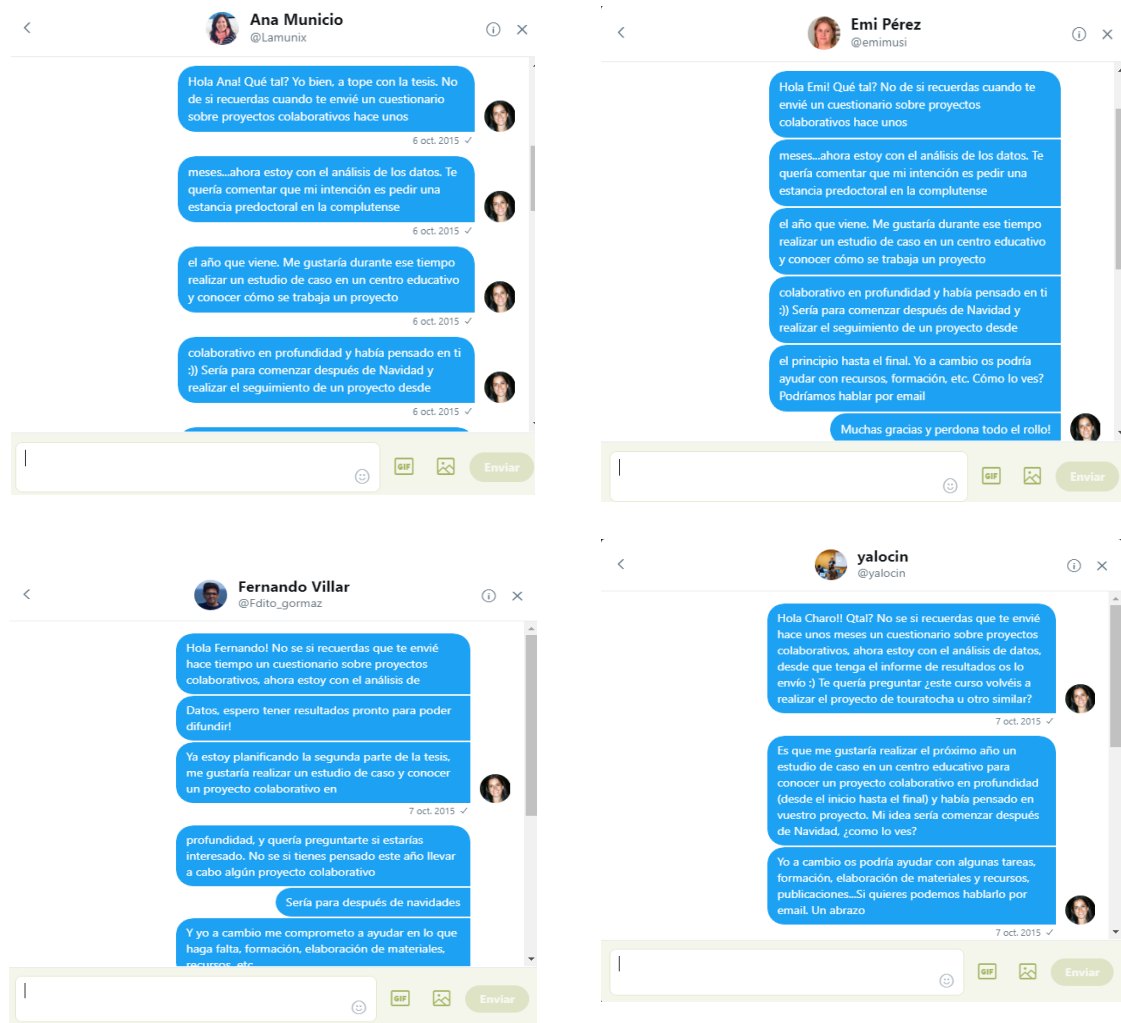 Ana Municio
@Lamunix
Hola Ana! Qué tal? Yo bien, a tope con la tesis. No
de si recuerdas cuando te envié un cuestionario
sobre proyectos colaborativos hace unos
6 oct. 2015 ✓
meses...ahora estoy con el análisis de los datos. Te
quería comentar que mi intención es pedir una
estancia predoctoral en la complutense
6 oct. 2015 ✓
el año que viene. Me gustaría durante ese tiempo
realizar un estudio de caso en un centro educativo
y conocer cómo se trabaja un proyecto
6 oct. 2015 ✓
colaborativo en profundidad y había pensado en ti
:)) Sería para comenzar después de Navidad y
realizar el seguimiento de un proyecto desde
6 oct. 2015 ✓
GIF
Enviar
Emi Pérez
@emimusi
Hola Emi! Qué tal? No de si recuerdas cuando te
envié un cuestionario sobre proyectos
colaborativos hace unos
meses...ahora estoy con el análisis de los datos. Te
quería comentar que mi intención es pedir una
estancia predoctoral en la complutense
el año que viene. Me gustaría durante ese tiempo
realizar un estudio de caso en un centro educativo
y conocer cómo se trabaja un proyecto
colaborativo en profundidad y había pensado en ti
:)) Sería para comenzar después de Navidad y
realizar el seguimiento de un proyecto desde
el principio hasta el final. Yo a cambio os podría
ayudar con recursos, formación, etc. Cómo lo ves?
Podríamos hablar por email
Muchas gracias y perdona todo el rollo!
GIF
Enviar
Fernando Villar
@Fdito_gormaz
Hola Fernando! No se si recuerdas que te envié
hace tiempo un cuestionario sobre proyectos
colaborativos, ahora estoy con el análisis de
Datos, espero tener resultados pronto para poder
difundir!
Ya estoy planificando la segunda parte de la tesis,
me gustaría realizar un estudio de caso y conocer
un proyecto colaborativo en
7 oct. 2015 ✓
profundidad, y quería preguntarte si estarías
interesado. No se si tienes pensado este año llevar
a cabo algún proyecto colaborativo
Sería para después de navidades
Y yo a cambio me comprometo a ayudar en lo que
haga falta, formación, elaboración de materiales,
recursos, etc
GIF
Enviar
yalocin
@yalocin
Hola Charo!! Qtal? No se si recuerdas que te envié
hace unos meses un cuestionario sobre proyectos
colaborativos, ahora estoy con el análisis de datos,
desde que tenga el informe de resultados os lo
envío :) Te quería preguntar ¿este curso volvéis a
realizar el proyecto de touratocha u otro similar?
7 oct. 2015 ✓
Es que me gustaría realizar el próximo año un
estudio de caso en un centro educativo para
conocer un proyecto colaborativo en profundidad
(desde el inicio hasta el final) y había pensado en
vuestro proyecto. Mi idea sería comenzar después
de Navidad, ¿como lo ves?
Yo a cambio os podría ayudar con algunas tareas,
formación, elaboración de materiales y recursos,
publicaciones...Si quieres podemos hablarlo por
email. Un abrazo
7 oct. 2015 ✓
GIF
Enviar